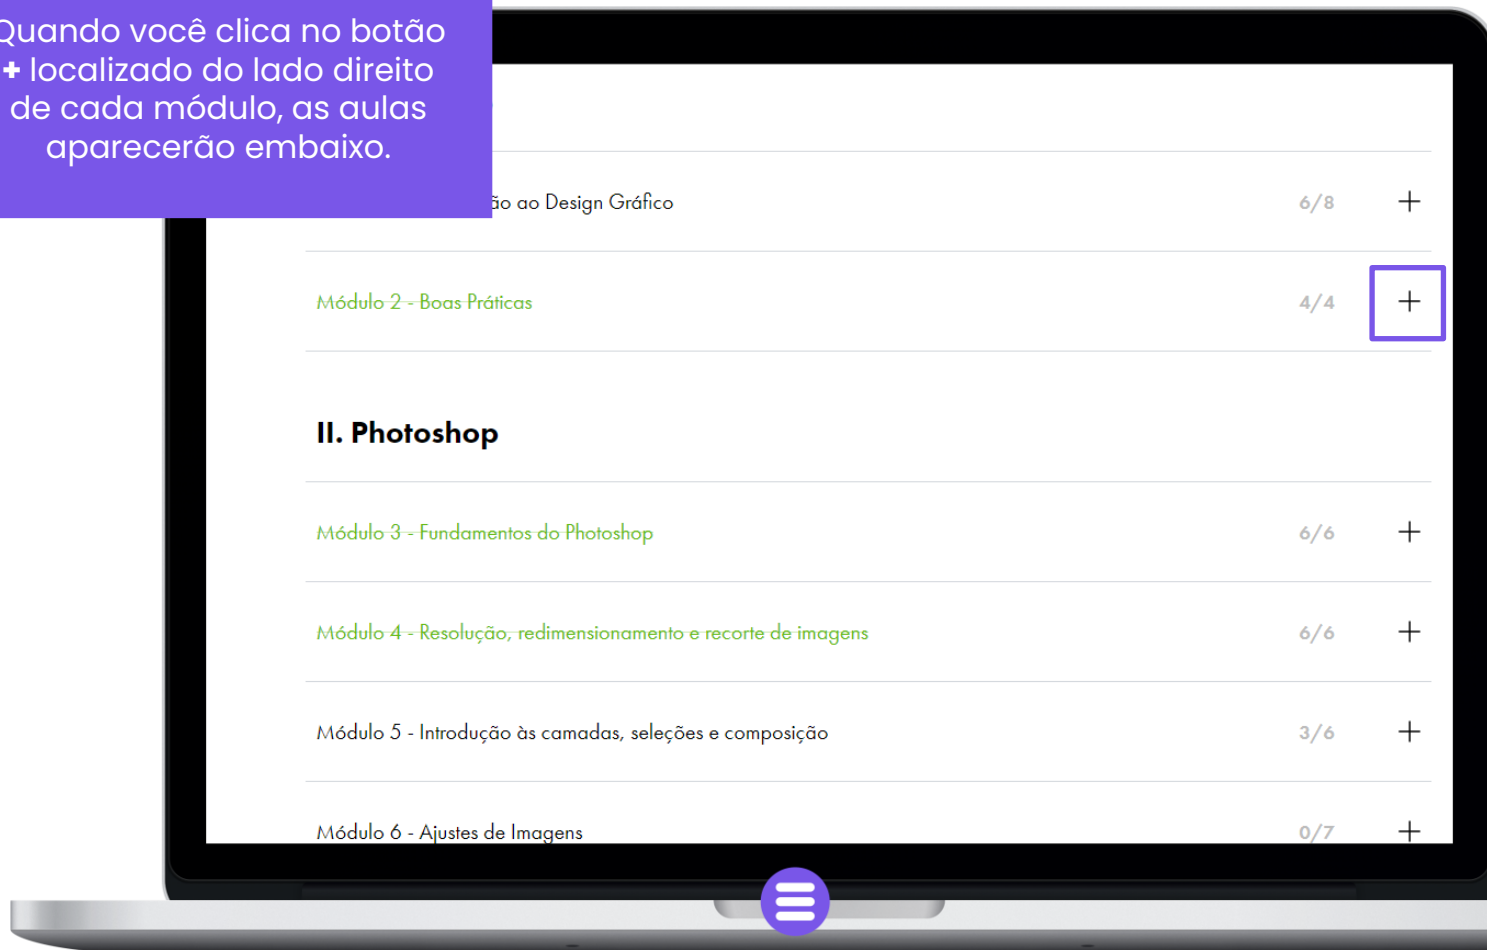 Quando você clica no botão
+ localizado do lado direito
de cada módulo, as aulas
aparecerão embaixo.
ao Design Gráfico 6/8 +
Módulo 2 - Boas Práticas 4/4 +
II. Photoshop
Módulo 3 - Fundamentos do Photoshop 6/6 +
Módulo 4 - Resolução, redimensionamento e recorte de imagens 6/6 +
Módulo 5 - Introdução às camadas, seleções e composição 3/6 +
Módulo 6 - Ajustes de Imagens 0/7 +